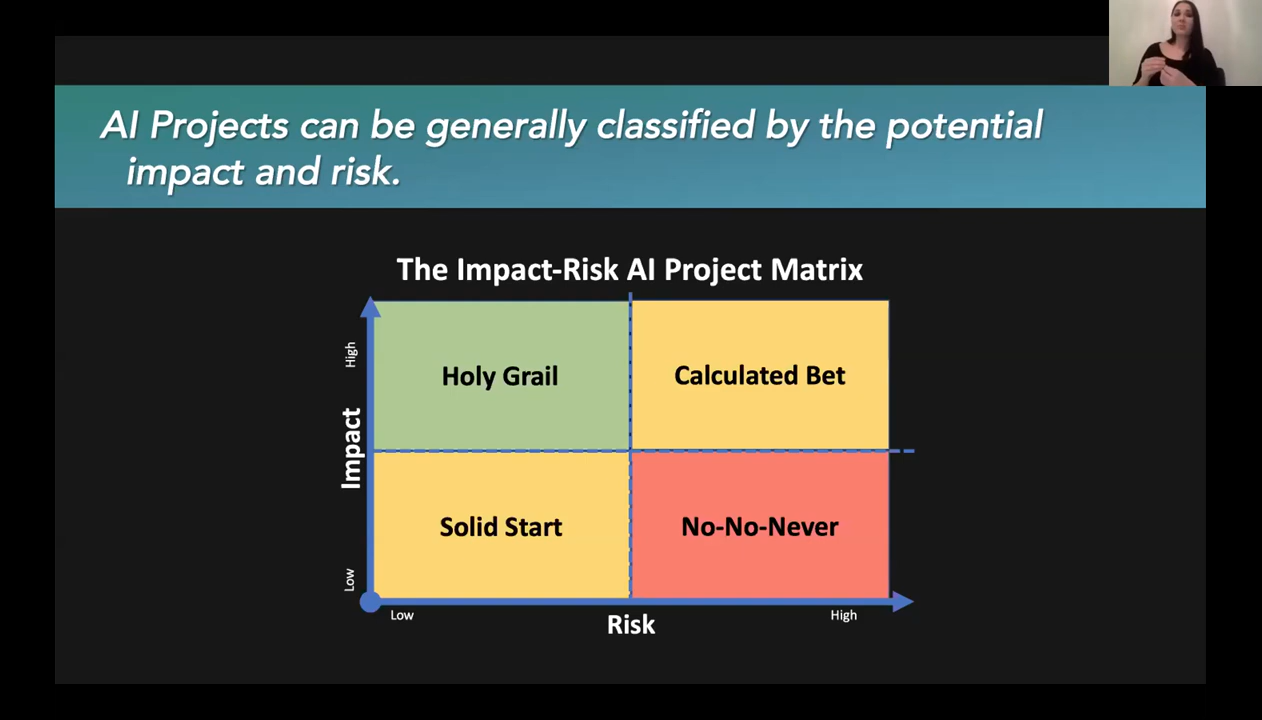 AI Projects can be generally classified by the potential
impact and risk.
The Impact-Risk AI Project Matrix
High
Holy Grail
Calculated Bet
Impact
Solid Start
No-No-Never
Low
Low
High
Risk